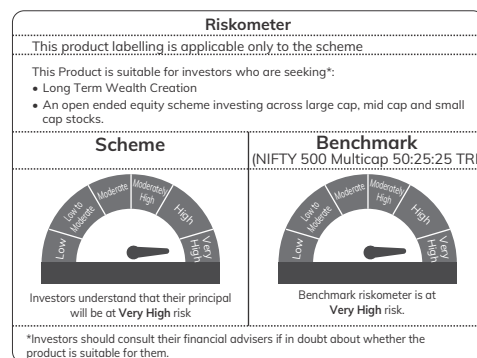 Riskometer
This product labelling is applicable only to the scheme
This Product is suitable for investors who are seeking*:
• Long Term Wealth Creation
• An open ended equity scheme investing across large cap, mid cap and small
cap stocks.
Scheme
Low
Low to
Moderate
Moderate
Moderately
High
High
Very
High
Investors understand that their principal
will be at Very High risk
Benchmark
(NIFTY 500 Multicap 50:25:25 TRI
Low
Low to
Moderate
Moderate
Moderately
High
High
Very
High
Benchmark riskometer is at
Very High risk.
*Investors should consult their financial advisers if in doubt about whether the
product is suitable for them.